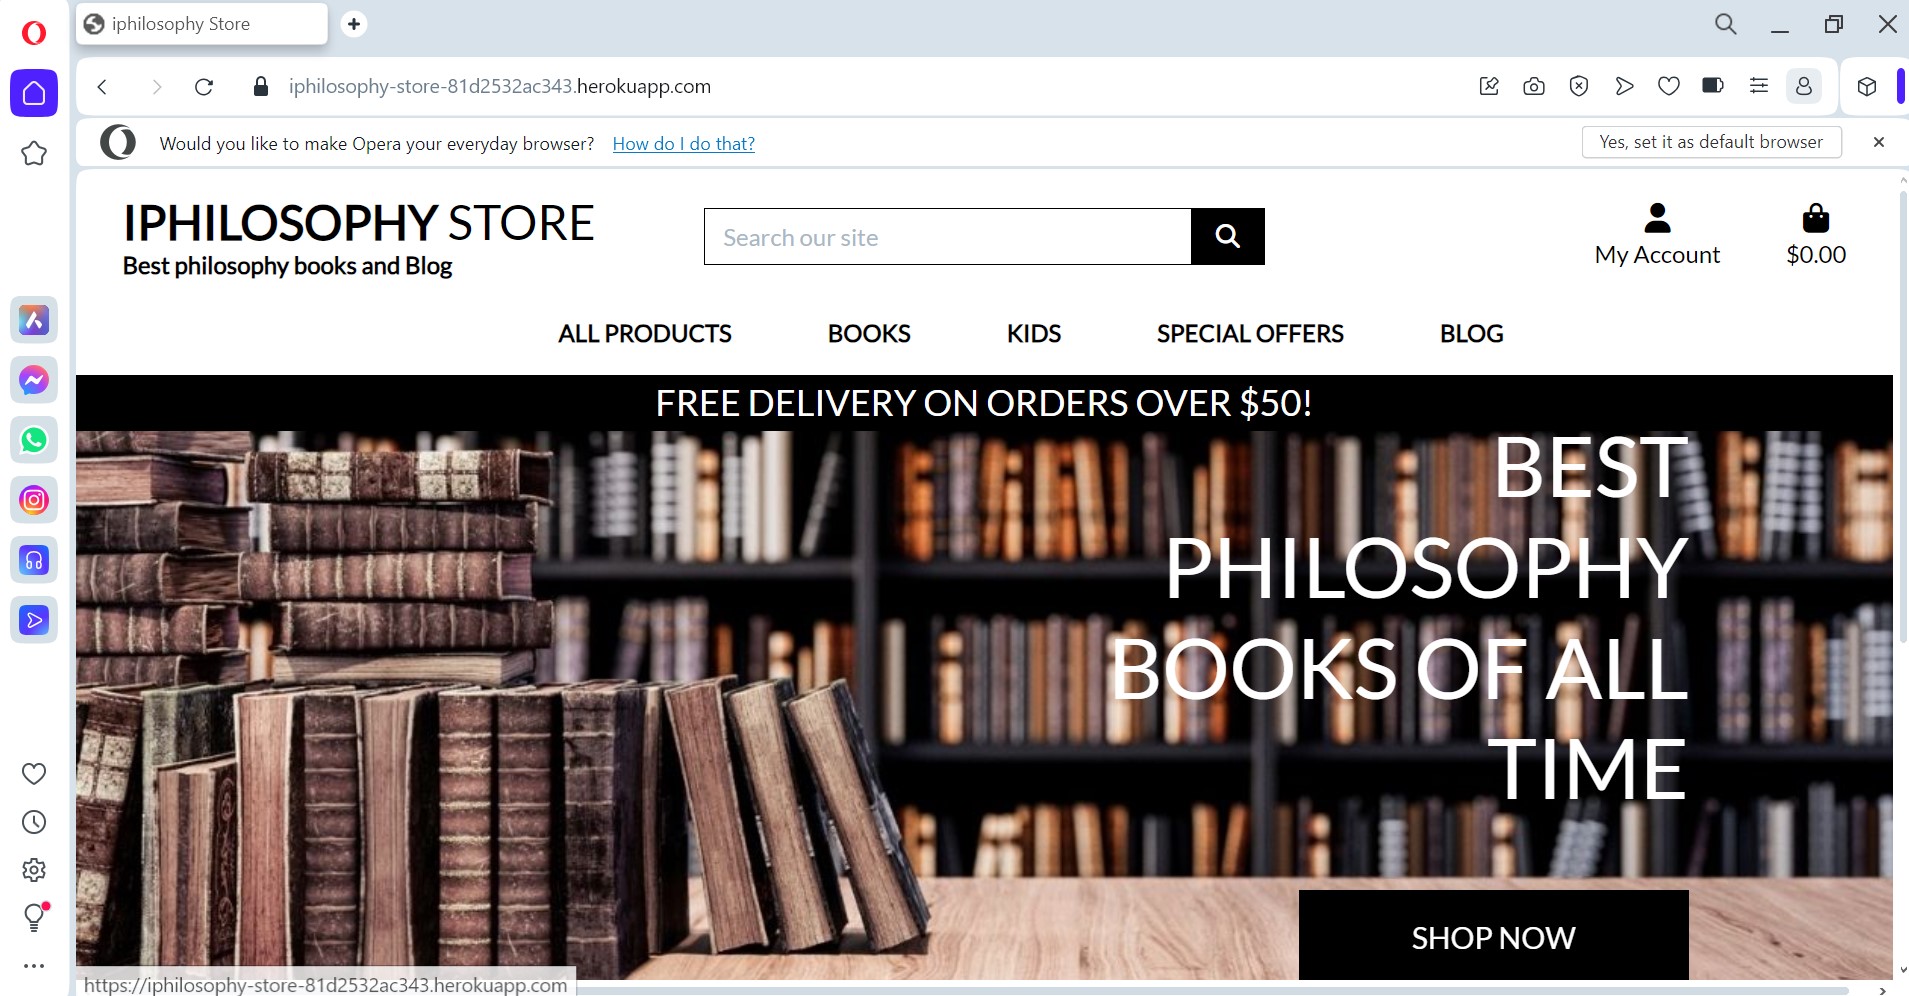 iphilosophy Store
iphilosophy-store-81d2532ac343.herokuapp.com
Would you like to make Opera your everyday browser? How do I do that?
Yes, set it as default browser
IPHILOSOPHY STORE
Best philosophy books and Blog
Search our site
My Account
$0.00
ALL PRODUCTS BOOKS KIDS SPECIAL OFFERS BLOG
FREE DELIVERY ON ORDERS OVER $50!
BEST
PHILOSOPHY
BOOKS OF ALL
TIME
SHOP NOW
https://iphilosophy-store-81d2532ac343.herokuapp.com